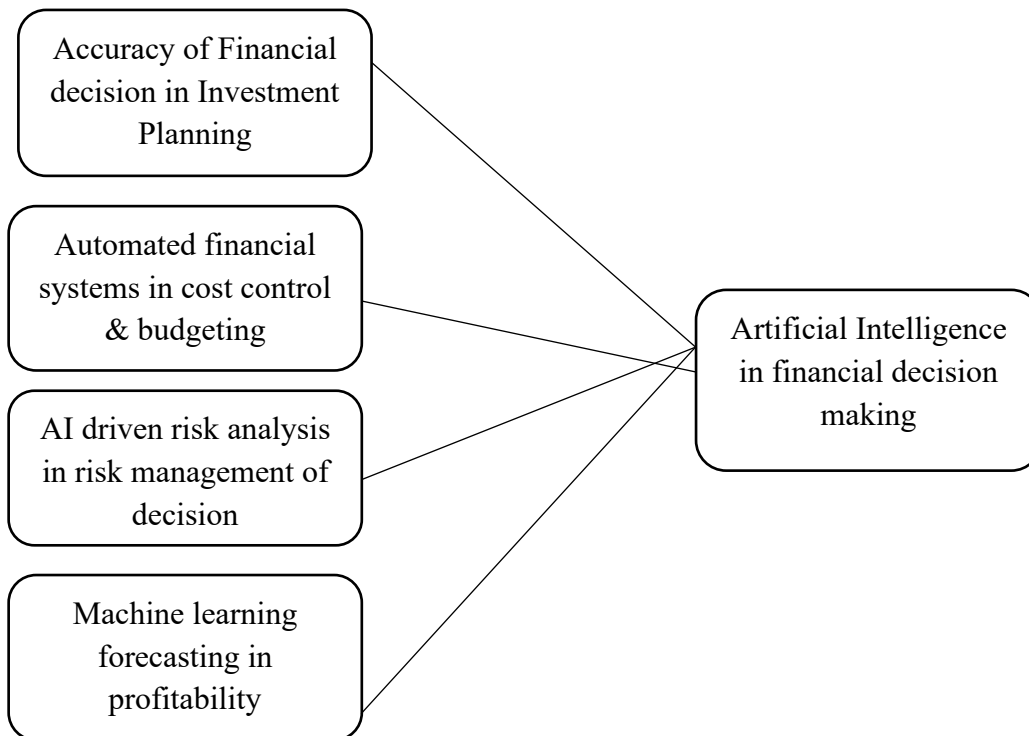 Accuracy of Financial
decision in Investment
Planning
Automated financial
systems in cost control
& budgeting
AI driven risk analysis
in risk management of
decision
Machine learning
forecasting in
profitability
Artificial Intelligence
in financial decision
making